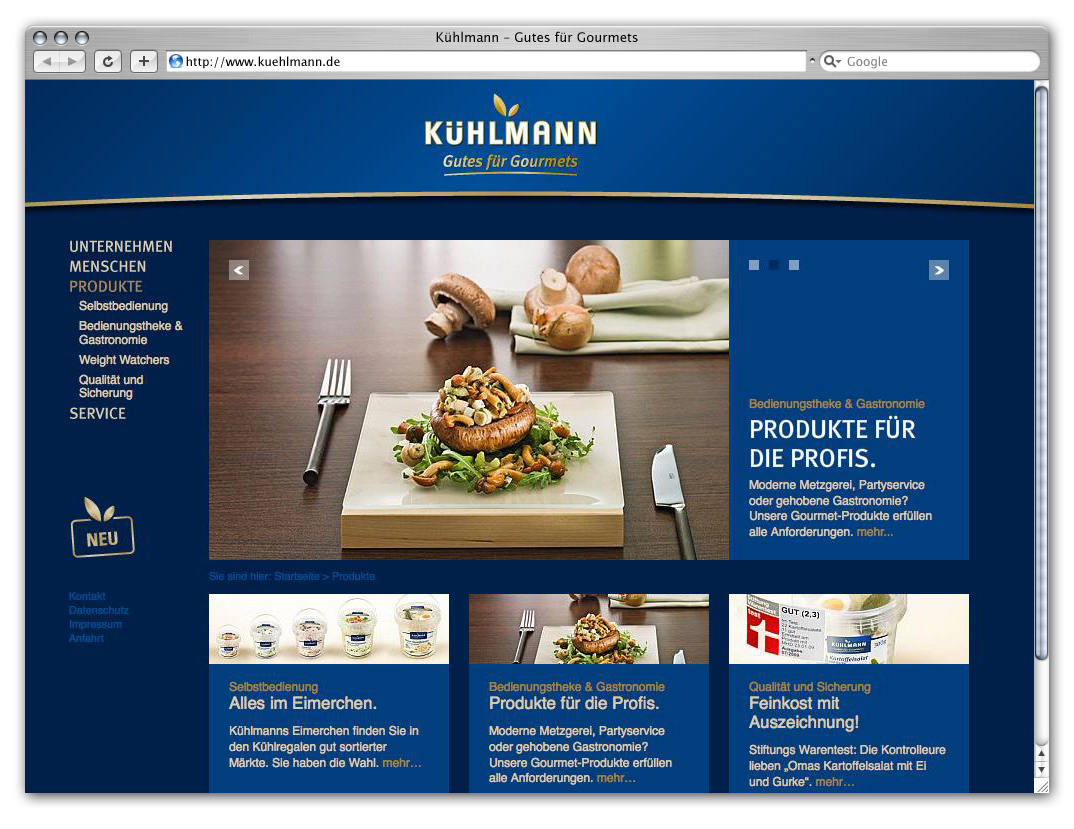 Kühlmann – Gutes für Gourmets
http://www.kuehlmann.de
Google
KÜHLMANN
Gutes für Gourmets
UNTERNEHMEN
MENSCHEN
PRODUKTE
Selbstbedienung
Bedienungstheke &
Gastronomie
Weight Watchers
Qualität und
Sicherung
SERVICE
NEU
Kontakt
Datenschutz
Impressum
Anfahrt
Bedienungstheke & Gastronomie
PRODUKTE FÜR
DIE PROFIS.
Moderne Metzgerei, Partyservice
oder gehobene Gastronomie?
Unsere Gourmet-Produkte erfüllen
alle Anforderungen. mehr...
Sie sind hier: Startseite > Produkte
Selbstbedienung
Alles im Eimerchen.
Kühlmanns Eimerchen finden Sie in
den Kühlregalen gut sortierter
Märkte. Sie haben die Wahl. mehr...
Bedienungstheke & Gastronomie
Produkte für die Profis.
Moderne Metzgerei, Partyservice
oder gehobene Gastronomie?
Unsere Gourmet-Produkte erfüllen
alle Anforderungen. mehr...
test
GUT (2,3)
KÜHLMANN
Kartoffelsalat
Qualität und Sicherung
Feinkost mit
Auszeichnung!
Stiftungs Warentest: Die Kontrolleure
lieben „Omas Kartoffelsalat mit Ei
und Gurke“. mehr...